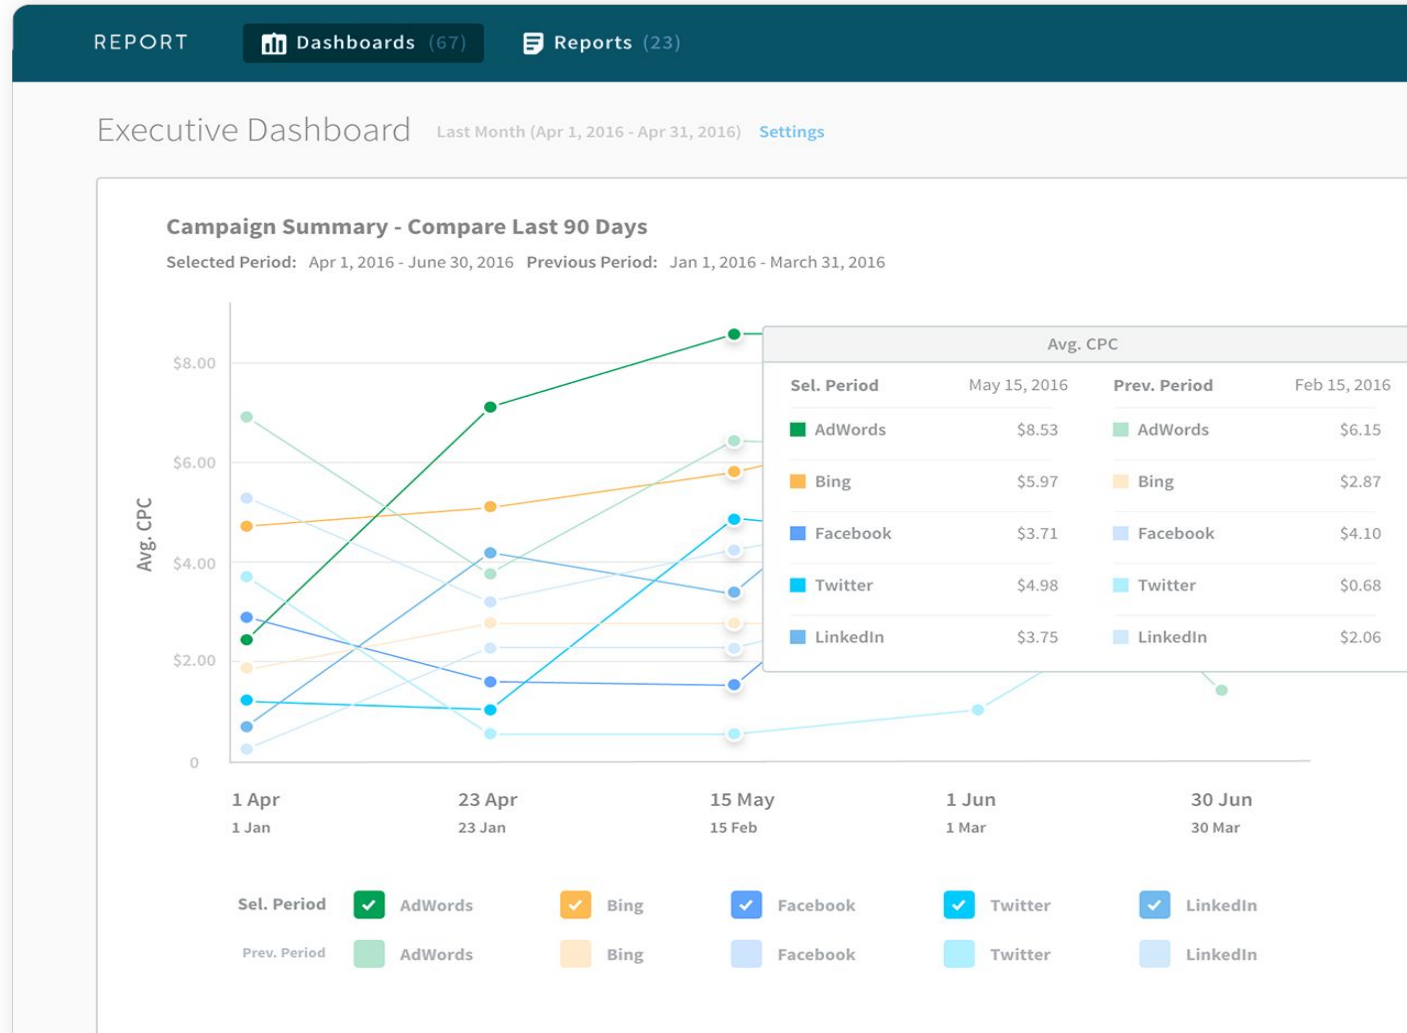 REPORT Dashboards (67) Reports (23)
Executive Dashboard Last Month (Apr 1, 2016 - Apr 31, 2016) Settings
Campaign Summary - Compare Last 90 Days
Selected Period: Apr 1, 2016 - June 30, 2016 Previous Period: Jan 1, 2016 - March 31, 2016
Avg. CPC
$8.00
$6.00
$4.00
$2.00
0
Avg. CPC
Sel. Period May 15, 2016 Prev. Period Feb 15, 2016
AdWords $8.53 AdWords $6.15
Bing $5.97 Bing $2.87
Facebook $3.71 Facebook $4.10
Twitter $4.98 Twitter $0.68
LinkedIn $3.75 LinkedIn $2.06
1 Apr 23 Apr 15 May 1 Jun 30 Jun
1 Jan 23 Jan 15 Feb 1 Mar 30 Mar
Sel. Period AdWords Bing Facebook Twitter LinkedIn
Prev. Period AdWords Bing Facebook Twitter LinkedIn